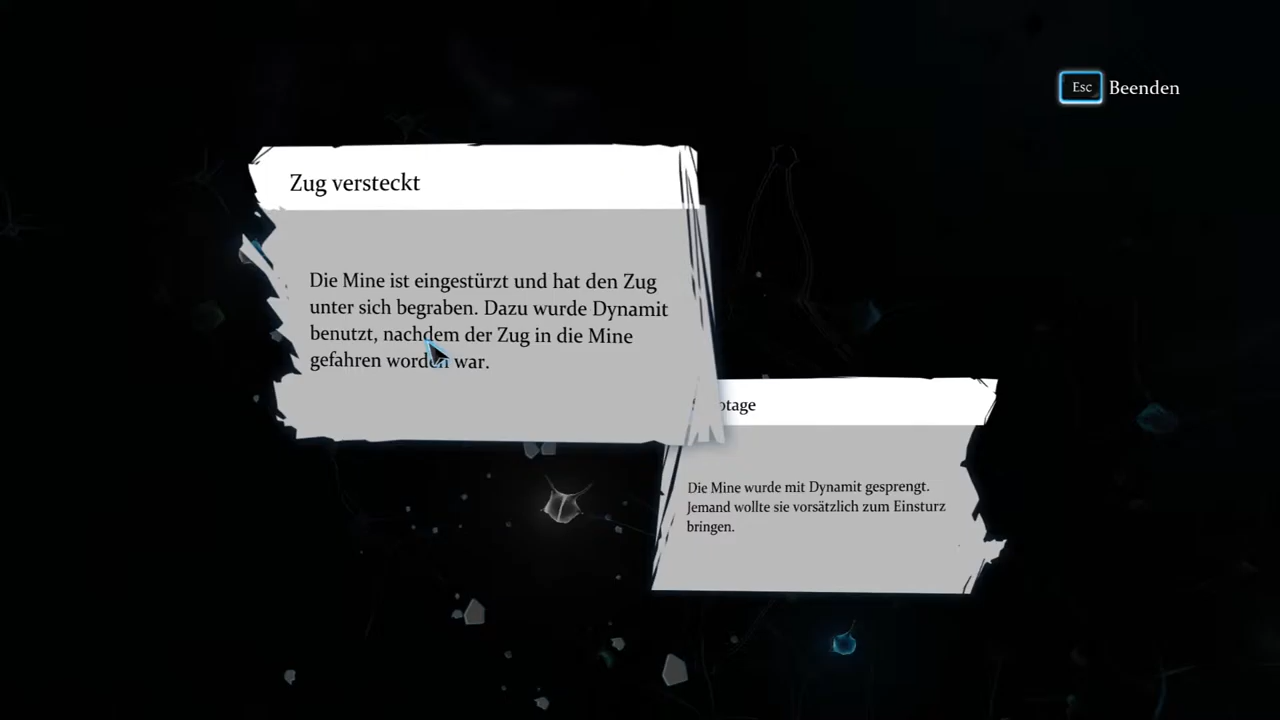 Esc Beenden
Zug versteckt
Die Mine ist eingestürzt und hat den Zug
unter sich begraben. Dazu wurde Dynamit
benutzt, nachdem der Zug in die Mine
gefahren worden war.
otage
Die Mine wurde mit Dynamit gesprengt.
Jemand wollte sie vorsätzlich zum Einsturz
bringen.